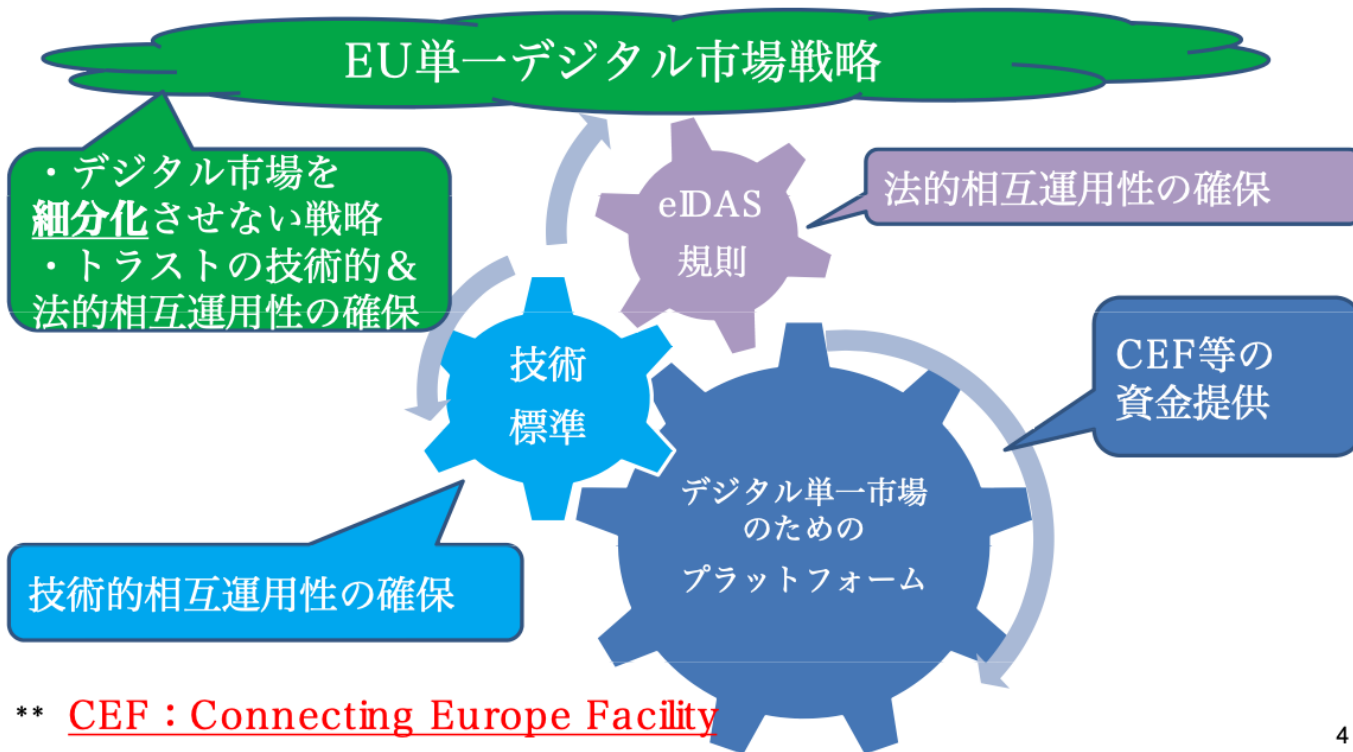 EU単一デジタル市場戦略
・デジタル市場を
細分化させない戦略
・トラストの技術的&
法的相互運用性の確保
eIDAS
規則
法的相互運用性の確保
技術
標準
CEF等の
資金提供
デジタル単一市場
のための
プラットフォーム
技術的相互運用性の確保
** CEF：Connecting Europe Facility
4